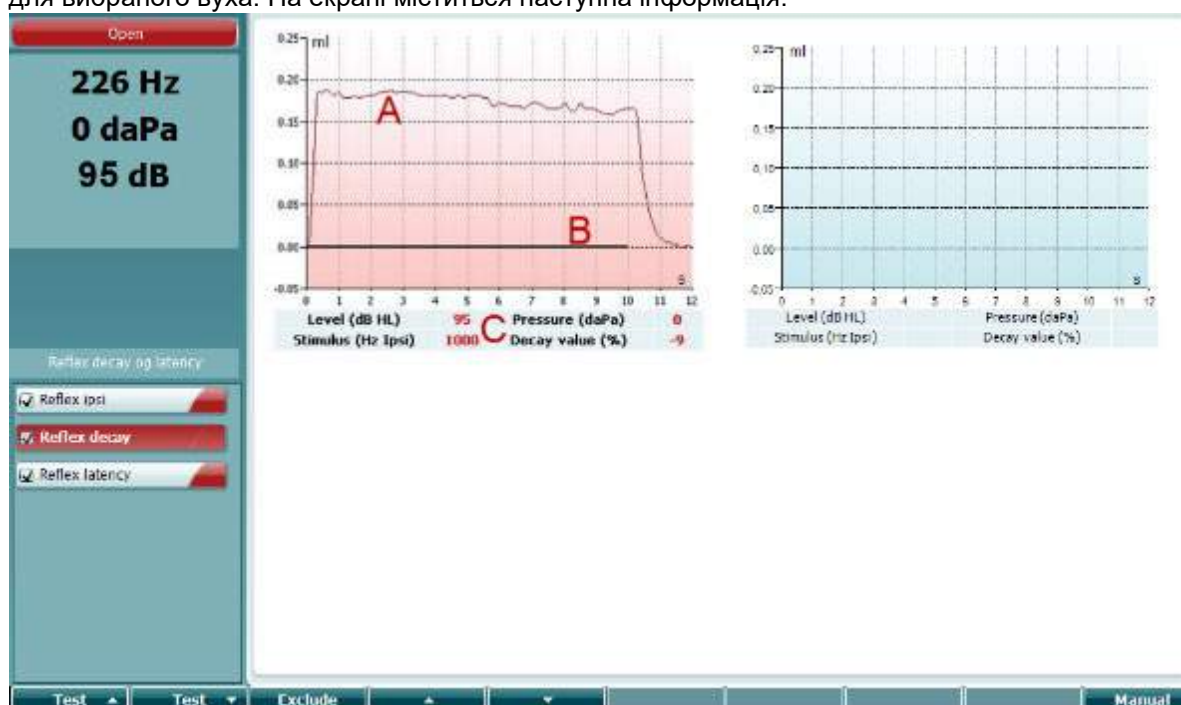 для вибраного вуха. На екрані міститься наступна інформація:
Open
226 Hz
0 daPa
95 dB
Reflex decay og latency
Reflex ipsi
Reflex decay
Reflex latency
0.25 ml
0.20
0.15
0.10
0.05
0.00
-0.05
A
B
s
0 1 2 3 4 5 6 7 8 9 10 11 12
Level (dB HL) 95 C Pressure (daPa) 0
Stimulus (Hz Ipsi) 1000 Decay value (%) -9
0.25 ml
0.20
0.15
0.10
0.05
0.00
-0.05
s
0 1 2 3 4 5 6 7 8 9 10 11 12
Level (dB HL) Pressure (daPa)
Stimulus (Hz Ipsi) Decay value (%)
Test Test Exclude Manual